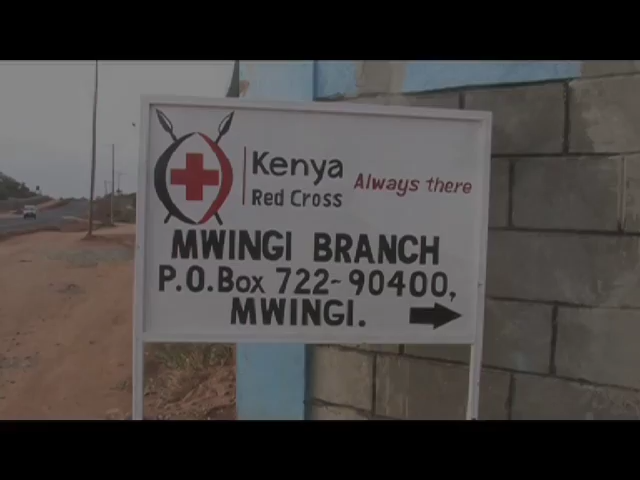 Kenya
Red Cross
Always there
MWINGI BRANCH
P.O.Box 722-90400,
MWINGI.